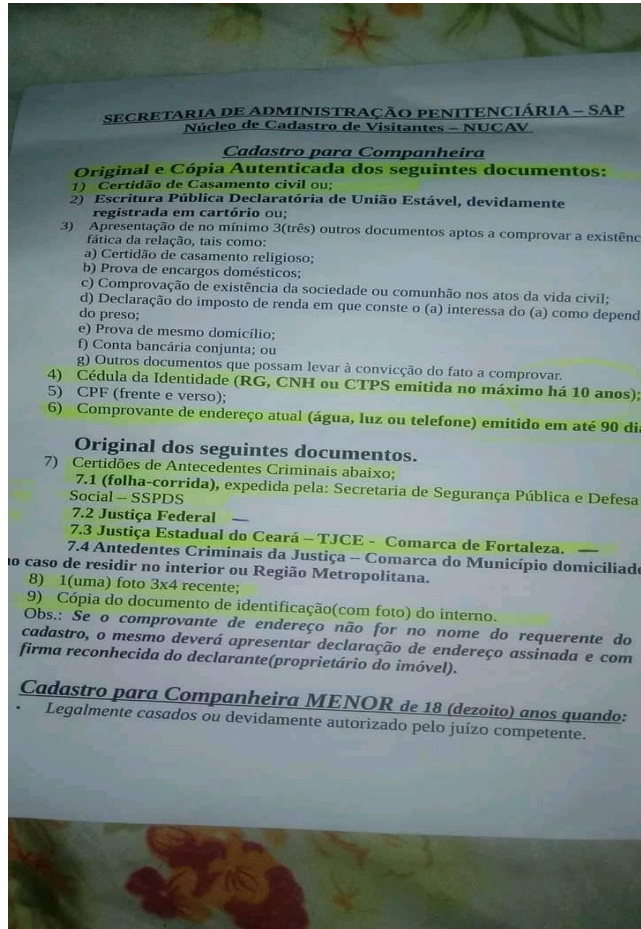 SECRETARIA DE ADMINISTRAÇÃO PENITENCIÁRIA – SAP
Núcleo de Cadastro de Visitantes – NUCAV
Cadastro para Companheira
Original e Cópia Autenticada dos seguintes documentos:
1) Certidão de Casamento civil ou;
2) Escritura Pública Declaratória de União Estável, devidamente
registrada em cartório ou;
3) Apresentação de no mínimo 3(três) outros documentos aptos a comprovar a existênc
fática da relação, tais como:
a) Certidão de casamento religioso;
b) Prova de encargos domésticos;
c) Comprovação de existência da sociedade ou comunhão nos atos da vida civil;
d) Declaração do imposto de renda em que conste o (a) interessa do (a) como depend
do preso;
e) Prova de mesmo domicílio;
f) Conta bancária conjunta; ou
g) Outros documentos que possam levar à convicção do fato a comprovar.
4) Cédula da Identidade (RG, CNH ou CTPS emitida no máximo há 10 anos);
5) CPF (frente e verso);
6) Comprovante de endereço atual (água, luz ou telefone) emitido em até 90 dia
Original dos seguintes documentos.
7) Certidões de Antecedentes Criminais abaixo;
7.1 (folha-corrida), expedida pela: Secretaria de Segurança Pública e Defesa
Social – SSPDS
7.2 Justiça Federal
7.3 Justiça Estadual do Ceará – TJCE - Comarca de Fortaleza.
7.4 Antedentes Criminais da Justiça – Comarca do Município domiciliado
no caso de residir no interior ou Região Metropolitana.
8) 1(uma) foto 3x4 recente;
9) Cópia do documento de identificação(com foto) do interno.
Obs.: Se o comprovante de endereço não for no nome do requerente do
cadastro, o mesmo deverá apresentar declaração de endereço assinada e com
firma reconhecida do declarante(proprietário do imóvel).
Cadastro para Companheira MENOR de 18 (dezoito) anos quando:
· Legalmente casados ou devidamente autorizado pelo juízo competente.